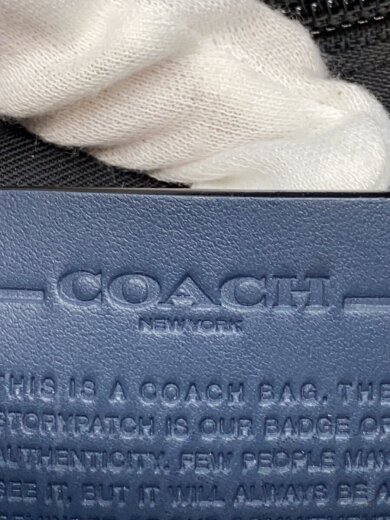 COACH
NEW YORK
THIS IS A COACH BAG. THE
STORYPATCH IS OUR BADGE OF
AUTHENTICITY. FEW PEOPLE MAY
SEE IT, BUT IT WILL ALWAYS BE A